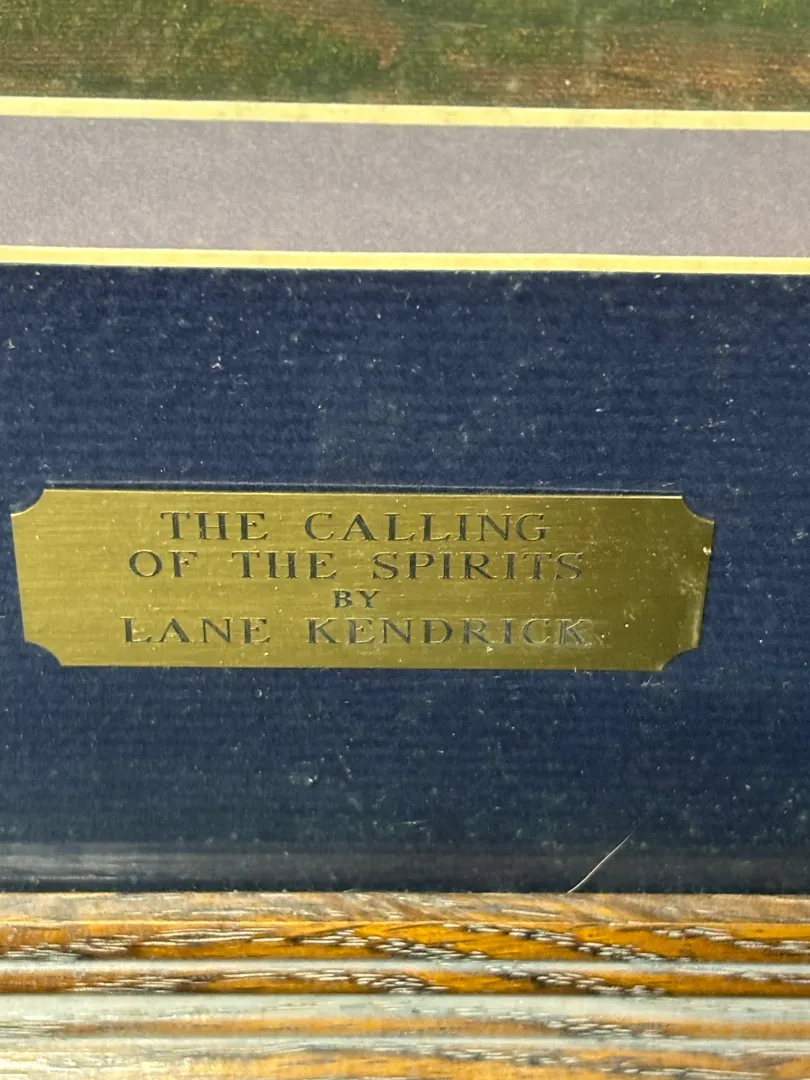 THE CALLING
OF THE SPIRITS
BY
LANE KENDRICK